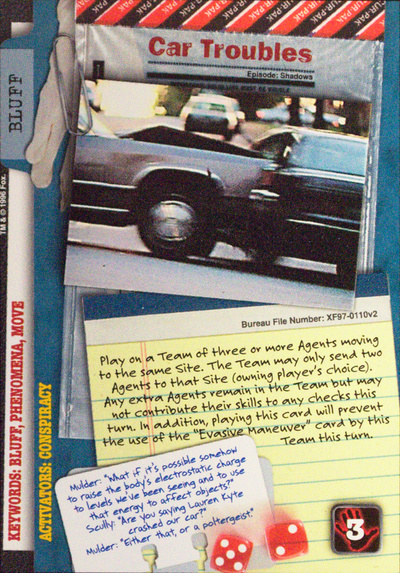 CUR-PAK CUR-PAK CUR-PAK
Car Troubles
Episode: Shadows
MUST BE VISIBLE
BLUFF
TM & © 1996 Fox.
KEYWORDS: BLUFF, PHENOMENA, MOVE
ACTIVATORS: CONSPIRACY
Bureau File Number: XF97-0110v2
Play on a Team of three or more Agents moving
to the same Site. The Team may only send two
Agents to that Site (owning player's choice).
Any extra Agents remain in the Team but may
not contribute their skills to any checks this
turn. In addition, playing this card will prevent
the use of the "Evasive Maneuver" card by this
Team this turn.
Mulder: "What if it's possible somehow
to raise the body's electrostatic charge
to levels we've been seeing and to use
that energy to affect objects?"
Scully: "Are you saying Lauren Kyte
crashed our car?"
Mulder: "Either that, or a poltergeist."
3